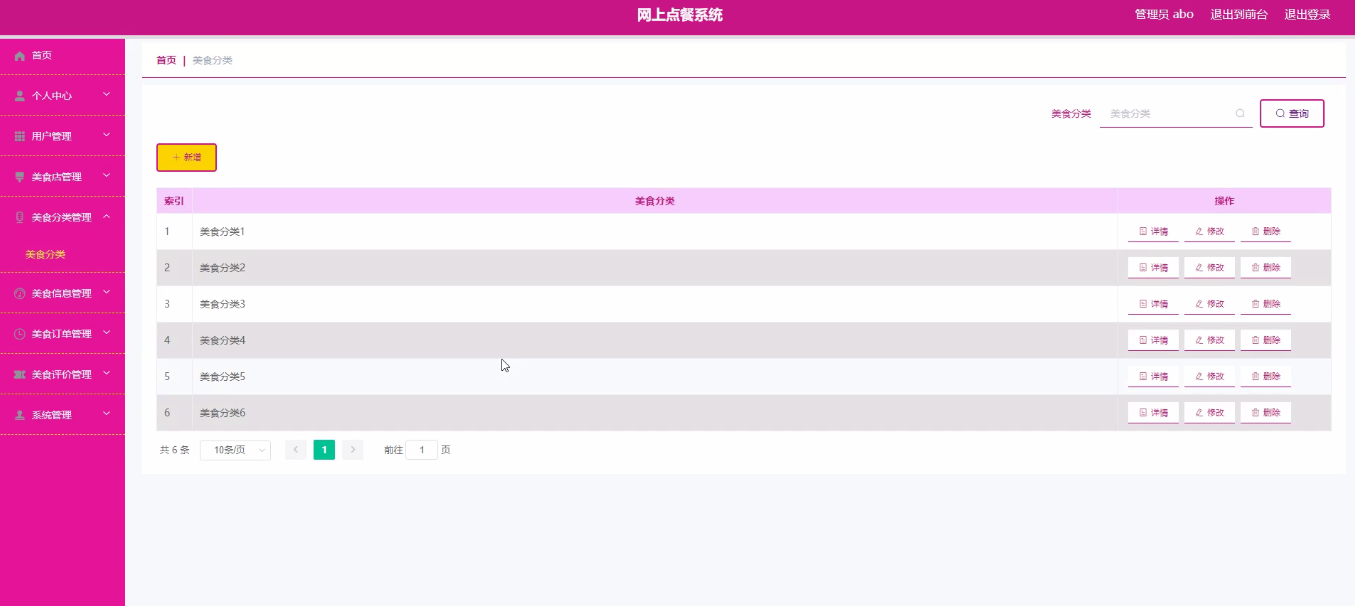 网上点餐系统
管理员 abo 退出到前台 退出登录
首页
个人中心
用户管理
美食店管理
美食分类管理
美食分类
美食信息管理
美食订单管理
美食评价管理
系统管理
首页 | 美食分类
美食分类 美食分类 查询
+ 新增
索引 美食分类 操作
1 美食分类1 详情 修改 删除
2 美食分类2 详情 修改 删除
3 美食分类3 详情 修改 删除
4 美食分类4 详情 修改 删除
5 美食分类5 详情 修改 删除
6 美食分类6 详情 修改 删除
共 6 条 10条/页 1 前往 1 页